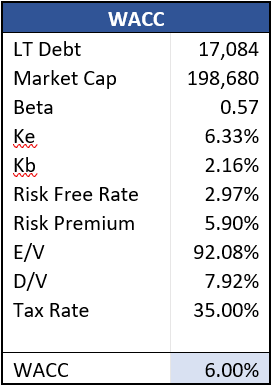 WACC
LT Debt 17,084
Market Cap 198,680
Beta 0.57
Ke 6.33%
Kb 2.16%
Risk Free Rate 2.97%
Risk Premium 5.90%
E/V 92.08%
D/V 7.92%
Tax Rate 35.00%
WACC 6.00%